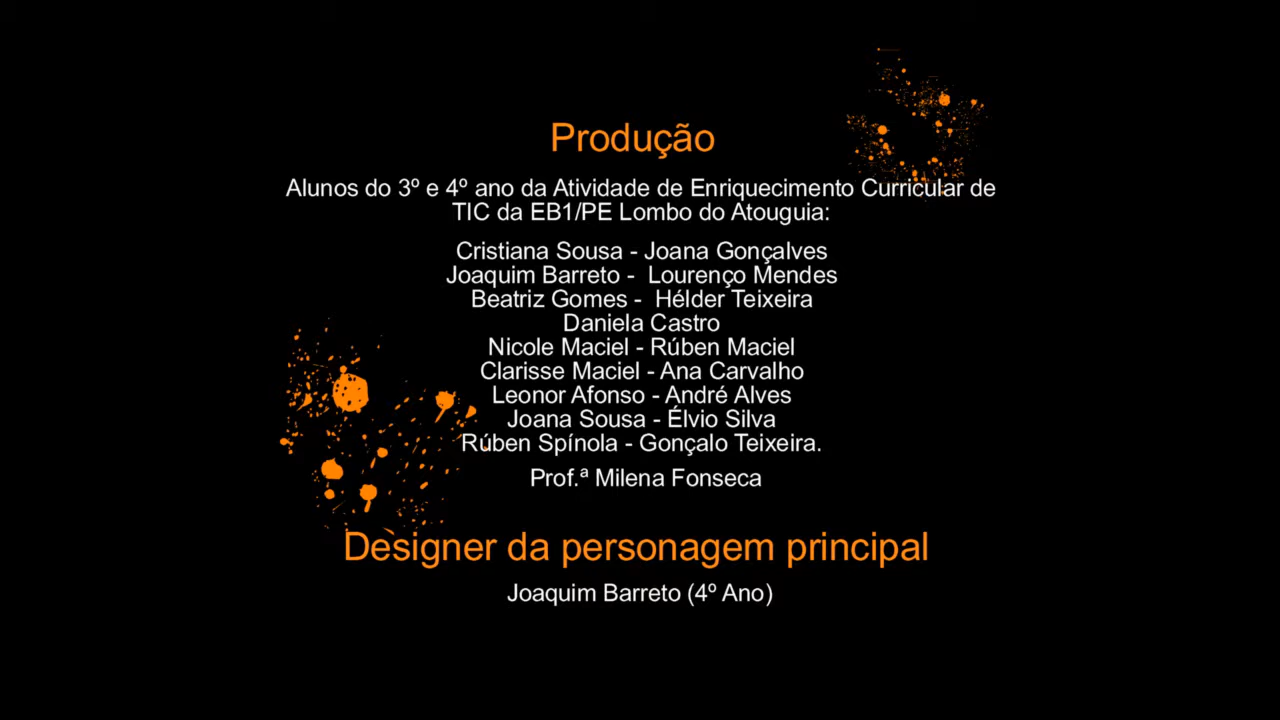 Produção
Alunos do 3º e 4º ano da Atividade de Enriquecimento Curricular de
TIC da EB1/PE Lombo do Atouguia:
Cristiana Sousa - Joana Gonçalves
Joaquim Barreto -  Lourenço Mendes
Beatriz Gomes -  Hélder Teixeira
Daniela Castro
Nicole Maciel - Rúben Maciel
Clarisse Maciel - Ana Carvalho
Leonor Afonso - André Alves
Joana Sousa - Élvio Silva
Rúben Spínola - Gonçalo Teixeira.
Prof.ª Milena Fonseca
Designer da personagem principal
Joaquim Barreto (4º Ano)